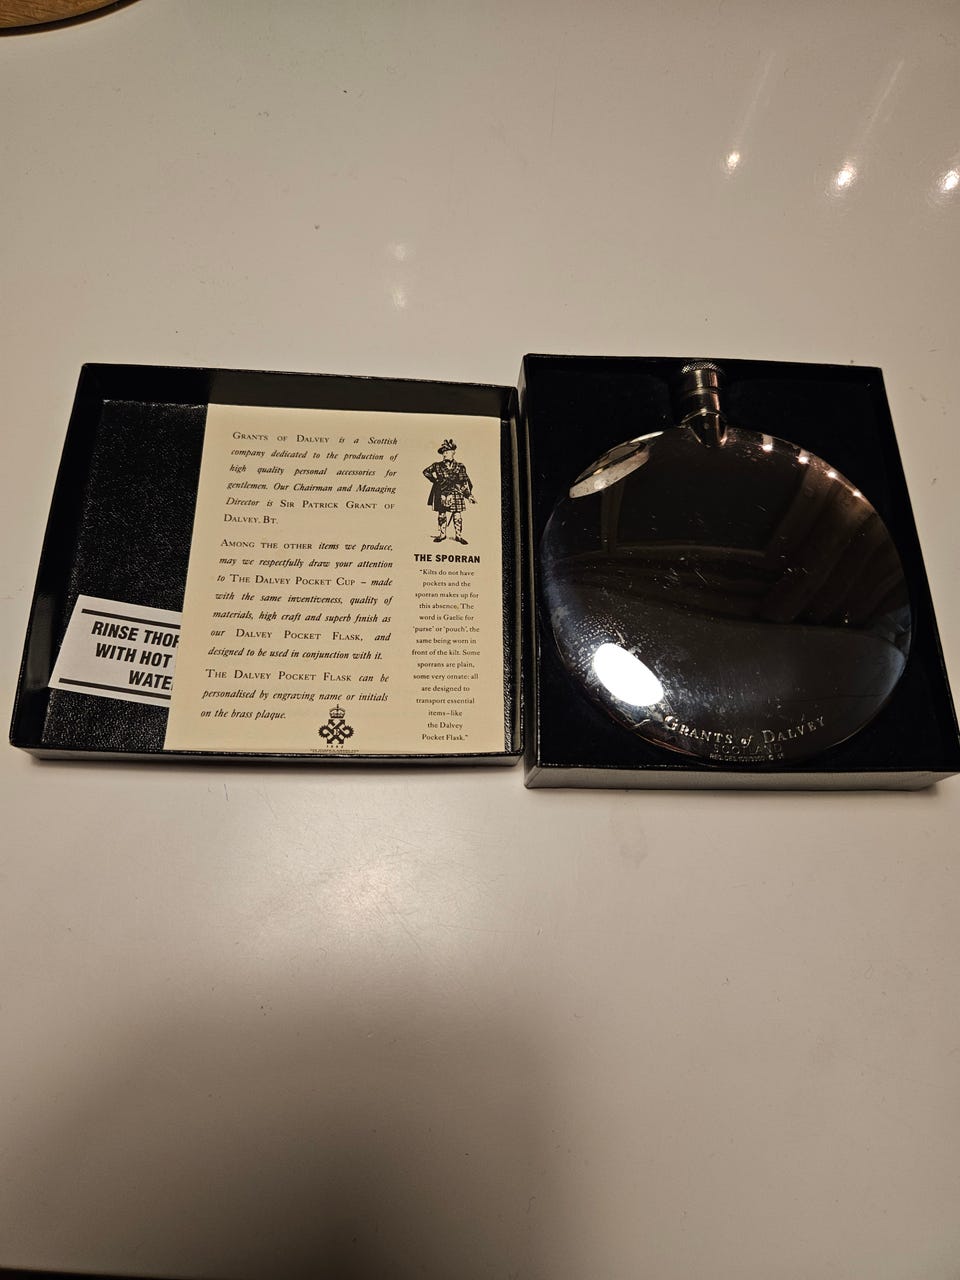 GRANTS OF DALVEY is a Scottish
company dedicated to the production of
high quality personal accessories for
gentlemen. Our Chairman and Managing
Director is SIR PATRICK GRANT OF
DALVEY. BT.
AMONG THE OTHER items we produce,
may we respectfully draw your attention
to THE DALVEY POCKET CUP – made
with the same inventiveness, quality of
materials, high craft and superb finish as
our DALVEY POCKET FLASK, and
designed to be used in conjunction with it.
THE DALVEY POCKET FLASK can be
personalised by engraving name or initials
on the brass plaque.
THE SPORRAN
"Kilts do not have
pockets and the
sporran makes up for
this absence. The
word is Gaelic for
'purse' or 'pouch', the
same being worn in
front of the kilt. Some
sporrans are plain,
some very ornate: all
are designed to
transport essential
items–like
the Dalvey
Pocket Flask."
RINSE THOR
WITH HOT
WATE
GRANTS of DALVEY
SCOTLAND